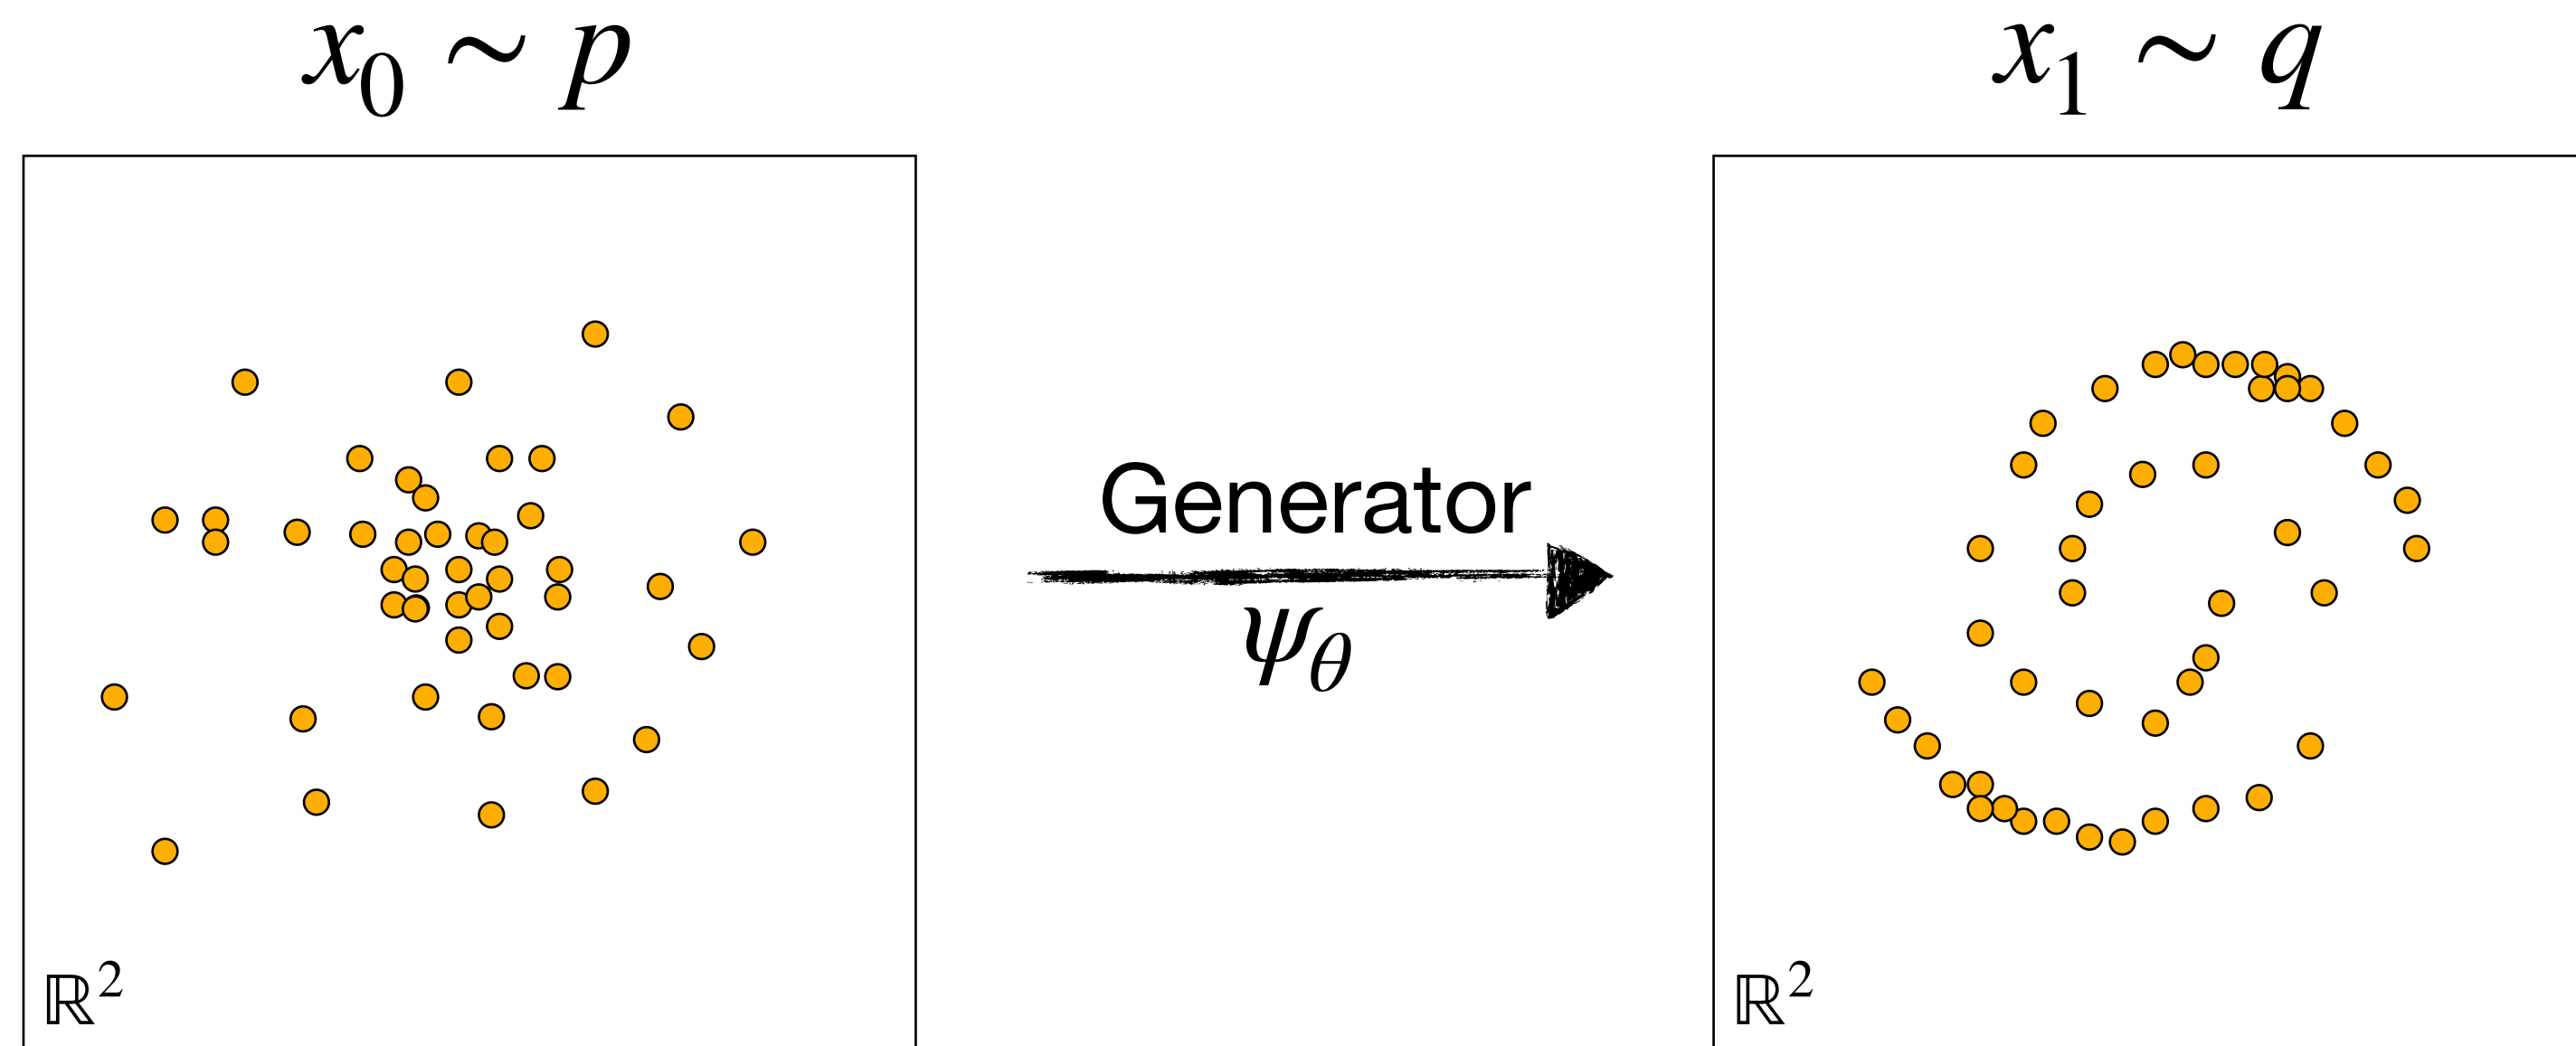 x₀ ~ p
x₁ ~ q
Generator
ψ_θ
ℝ²
ℝ²